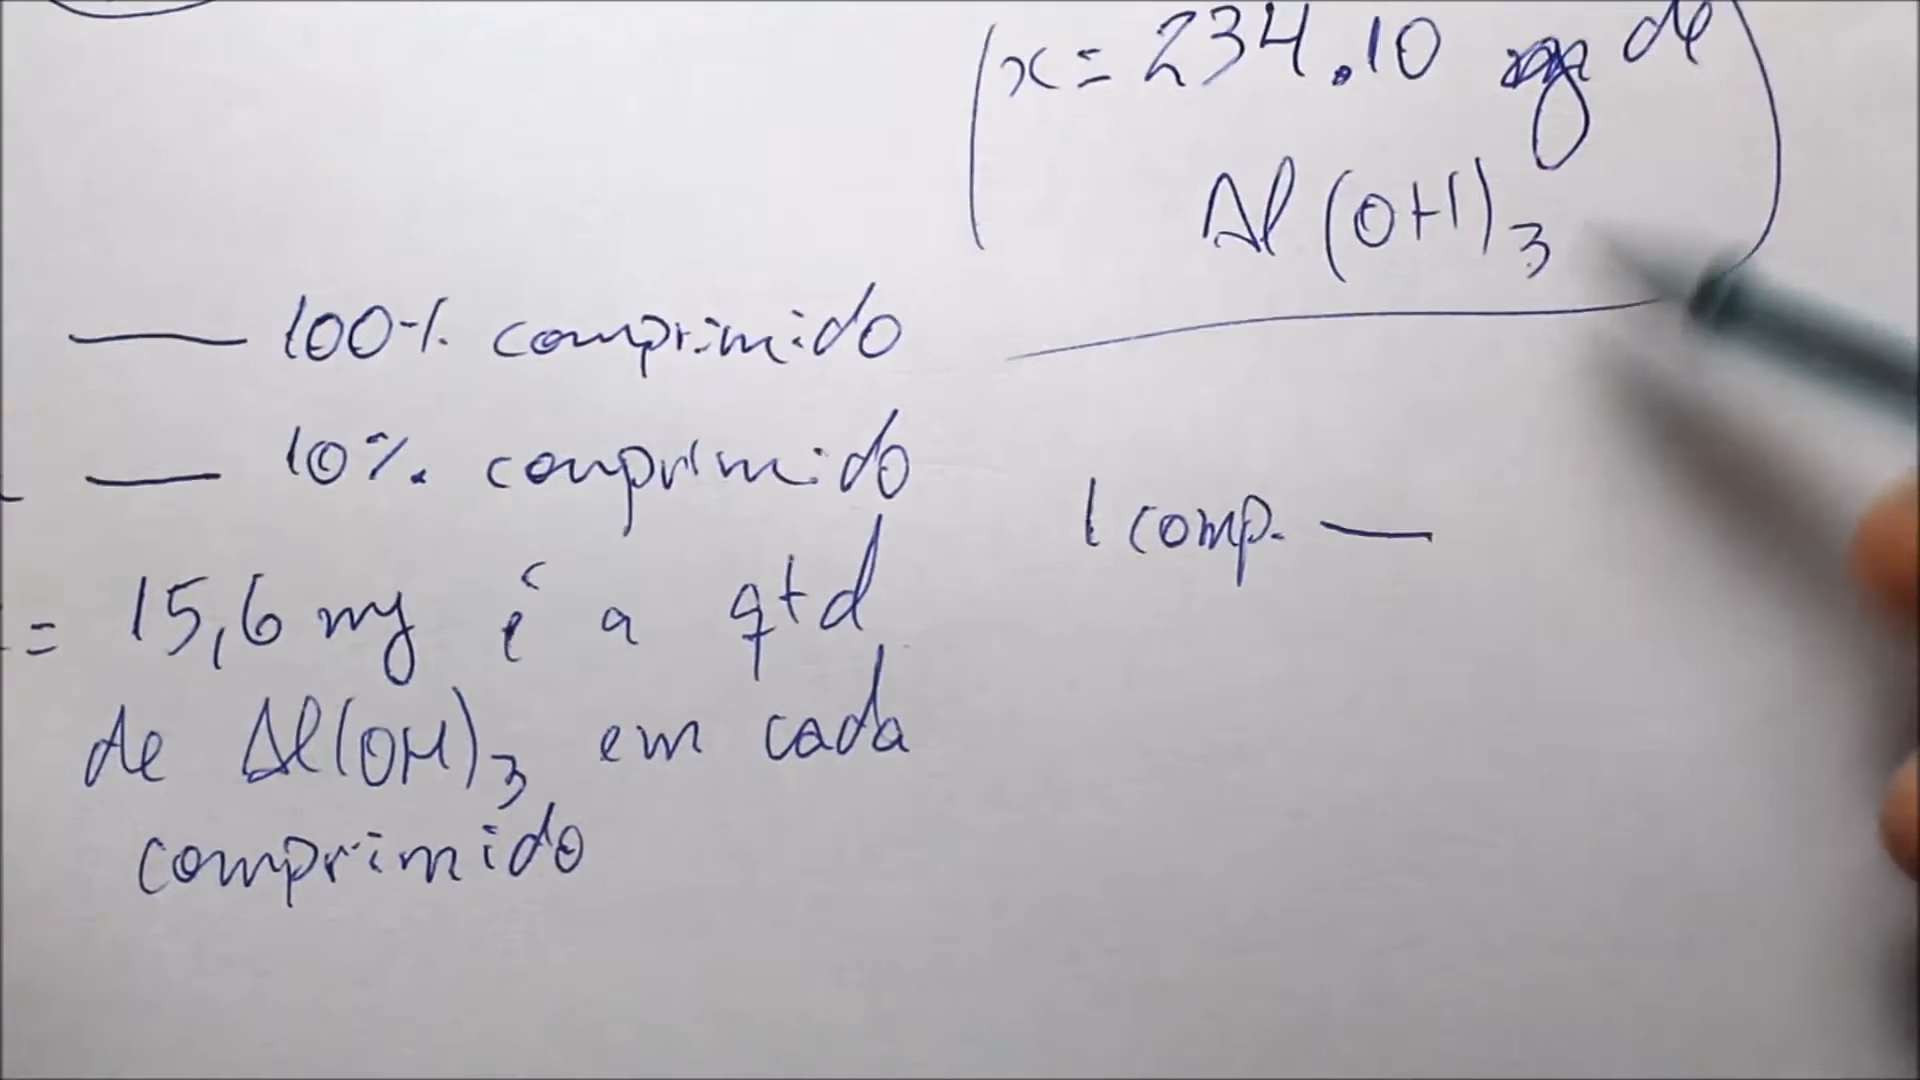 x = 234.10 g de
Al(OH)3
— 100% comprimido
— 10% comprimido
= 15,6 mg é a qtd
de Al(OH)3 em cada
comprimido
1 comp. —